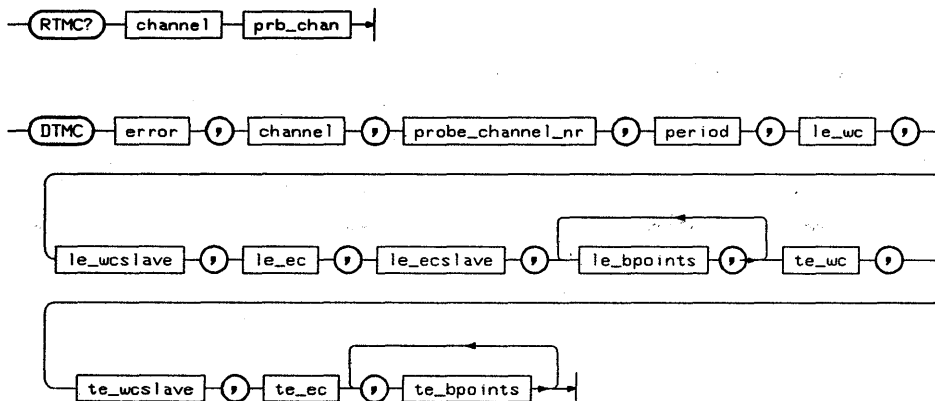 RTMC? channel prb_chan
DTMC error , channel , probe_channel_nr , period , le_wc ,
le_wcslave , le_ec , le_ecslave , le_bpoints , te_wc ,
te_wcslave , te_ec , te_bpoints